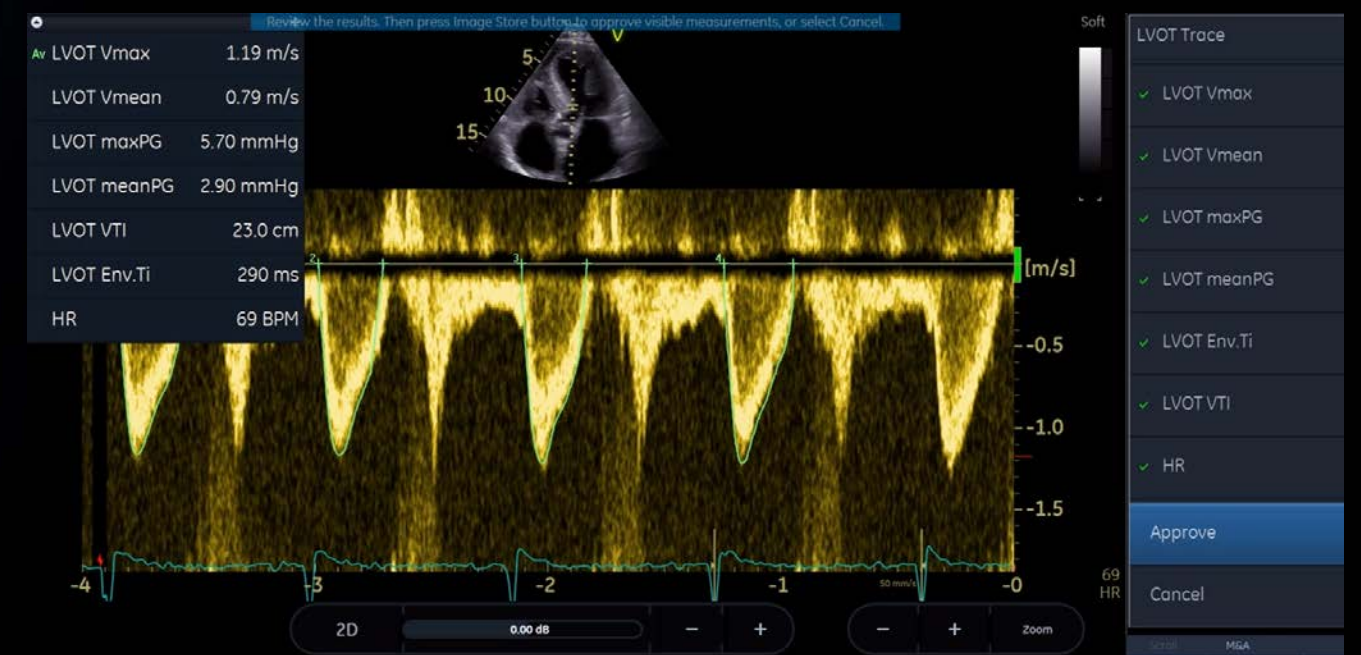 Review the results. Then press Image Store button to approve visible measurements, or select Cancel.
Av LVOT Vmax 1.19 m/s
LVOT Vmean 0.79 m/s
LVOT maxPG 5.70 mmHg
LVOT meanPG 2.90 mmHg
LVOT VTI 23.0 cm
LVOT Env.Ti 290 ms
HR 69 BPM
V
5
10
15
Soft
2
3
4
[m/s]
-0.5
-1.0
-1.5
-4
-3
-2
-1
50 mm/s
-0
69
HR
2D
0.00 dB
− +
− +
Zoom
LVOT Trace
LVOT Vmax
LVOT Vmean
LVOT maxPG
LVOT meanPG
LVOT Env.Ti
LVOT VTI
HR
Approve
Cancel
Scroll M&A